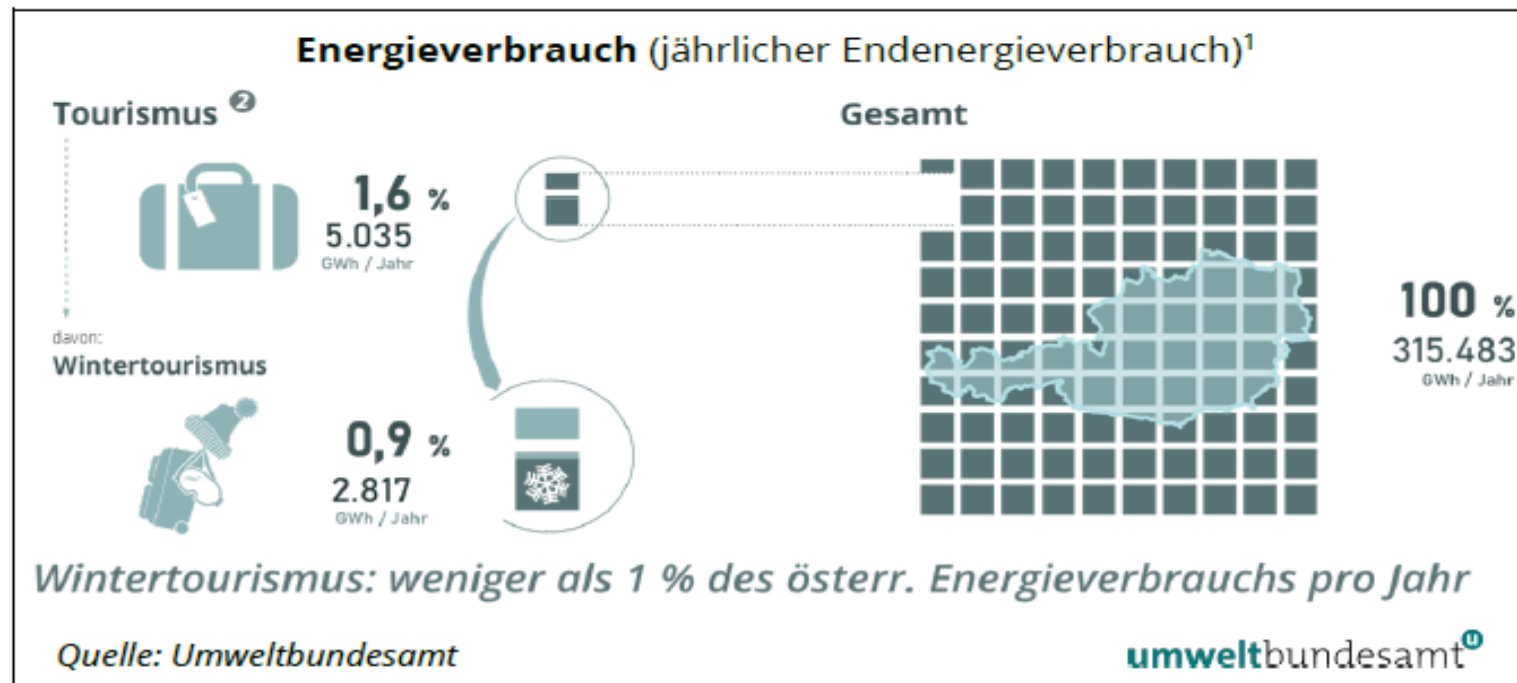 Energieverbrauch (jährlicher Endenergieverbrauch)¹
Tourismus ❷
1,6 %
5.035
GWh / Jahr
davon:
Wintertourismus
0,9 %
2.817
GWh / Jahr
Gesamt
100 %
315.483
GWh / Jahr
Wintertourismus: weniger als 1 % des österr. Energieverbrauchs pro Jahr
Quelle: Umweltbundesamt
umweltbundesamt ᵘ